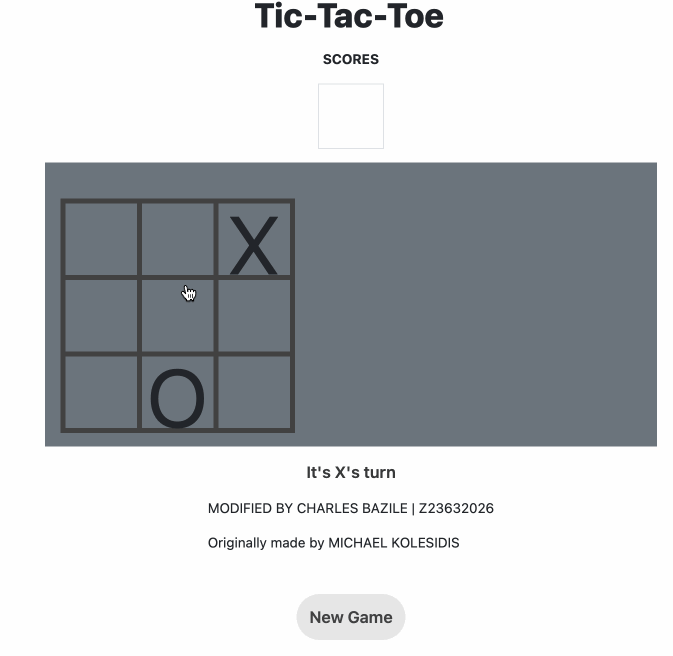 Tic-Tac-Toe
SCORES
X
O
It's X's turn
MODIFIED BY CHARLES BAZILE | Z23632026
Originally made by MICHAEL KOLESIDIS
New Game